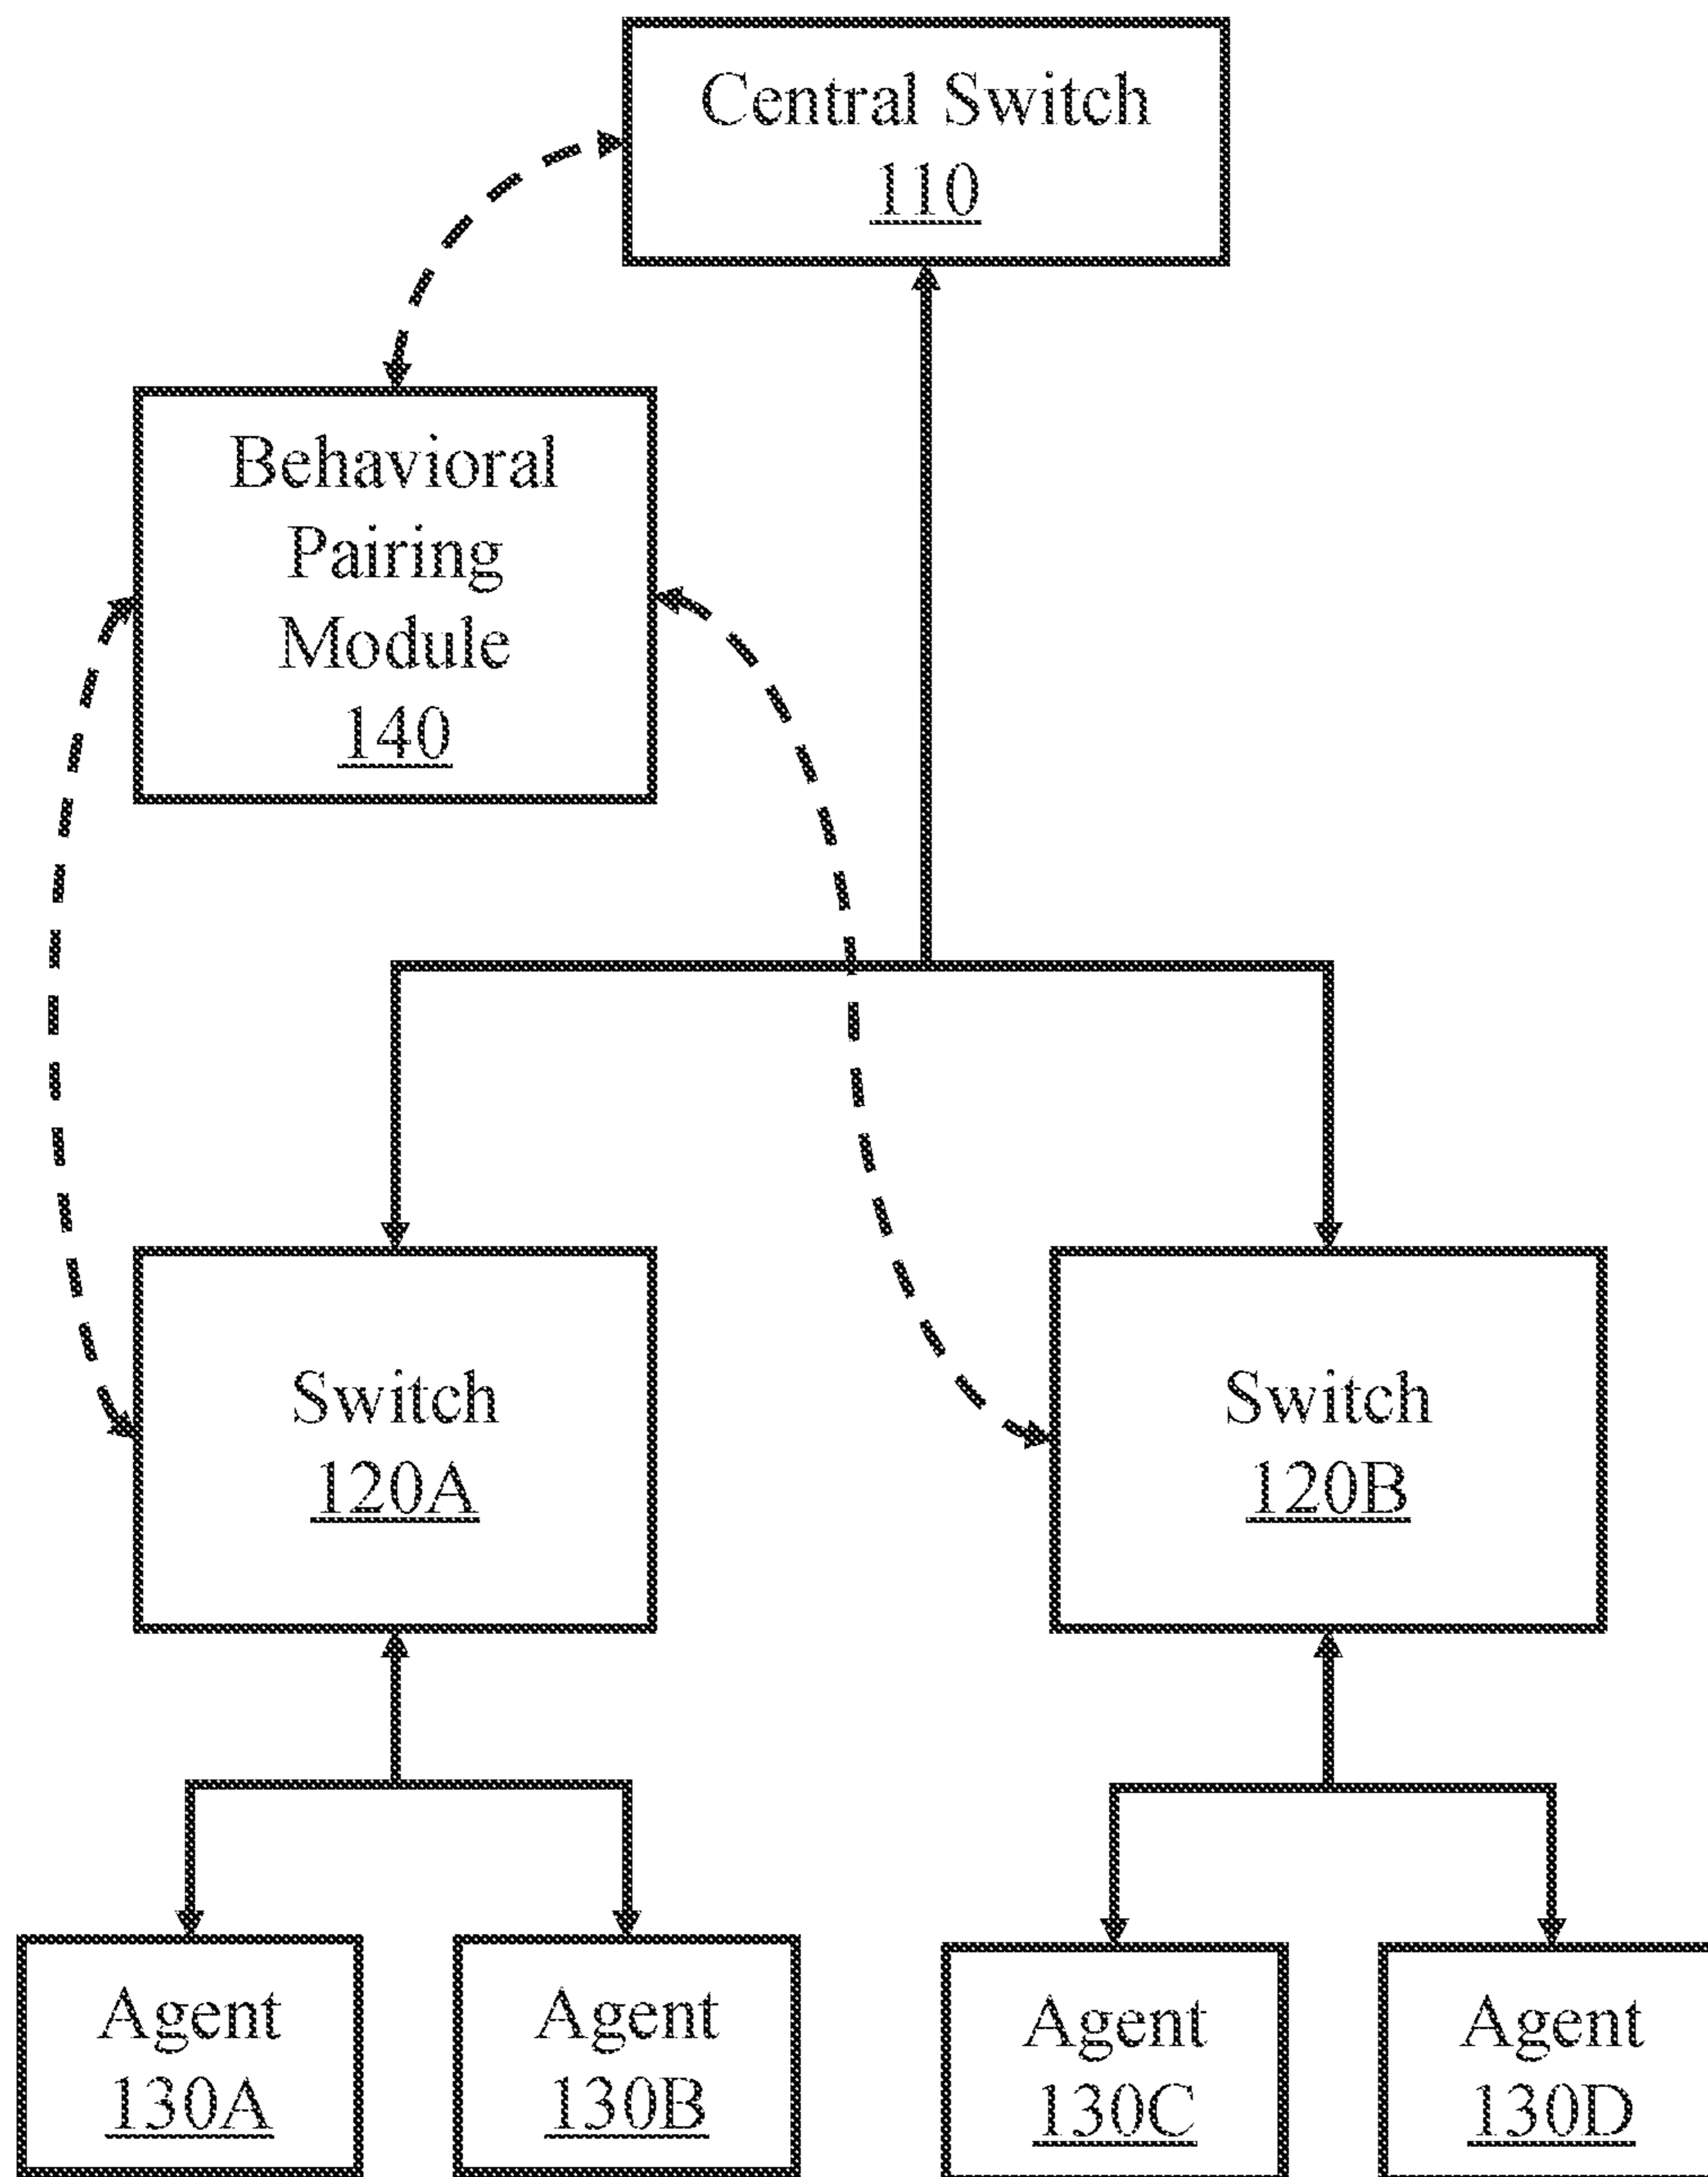 Central Switch
110
Behavioral
Pairing
Module
140
Switch
120A
Switch
120B
Agent
130A
Agent
130B
Agent
130C
Agent
130D